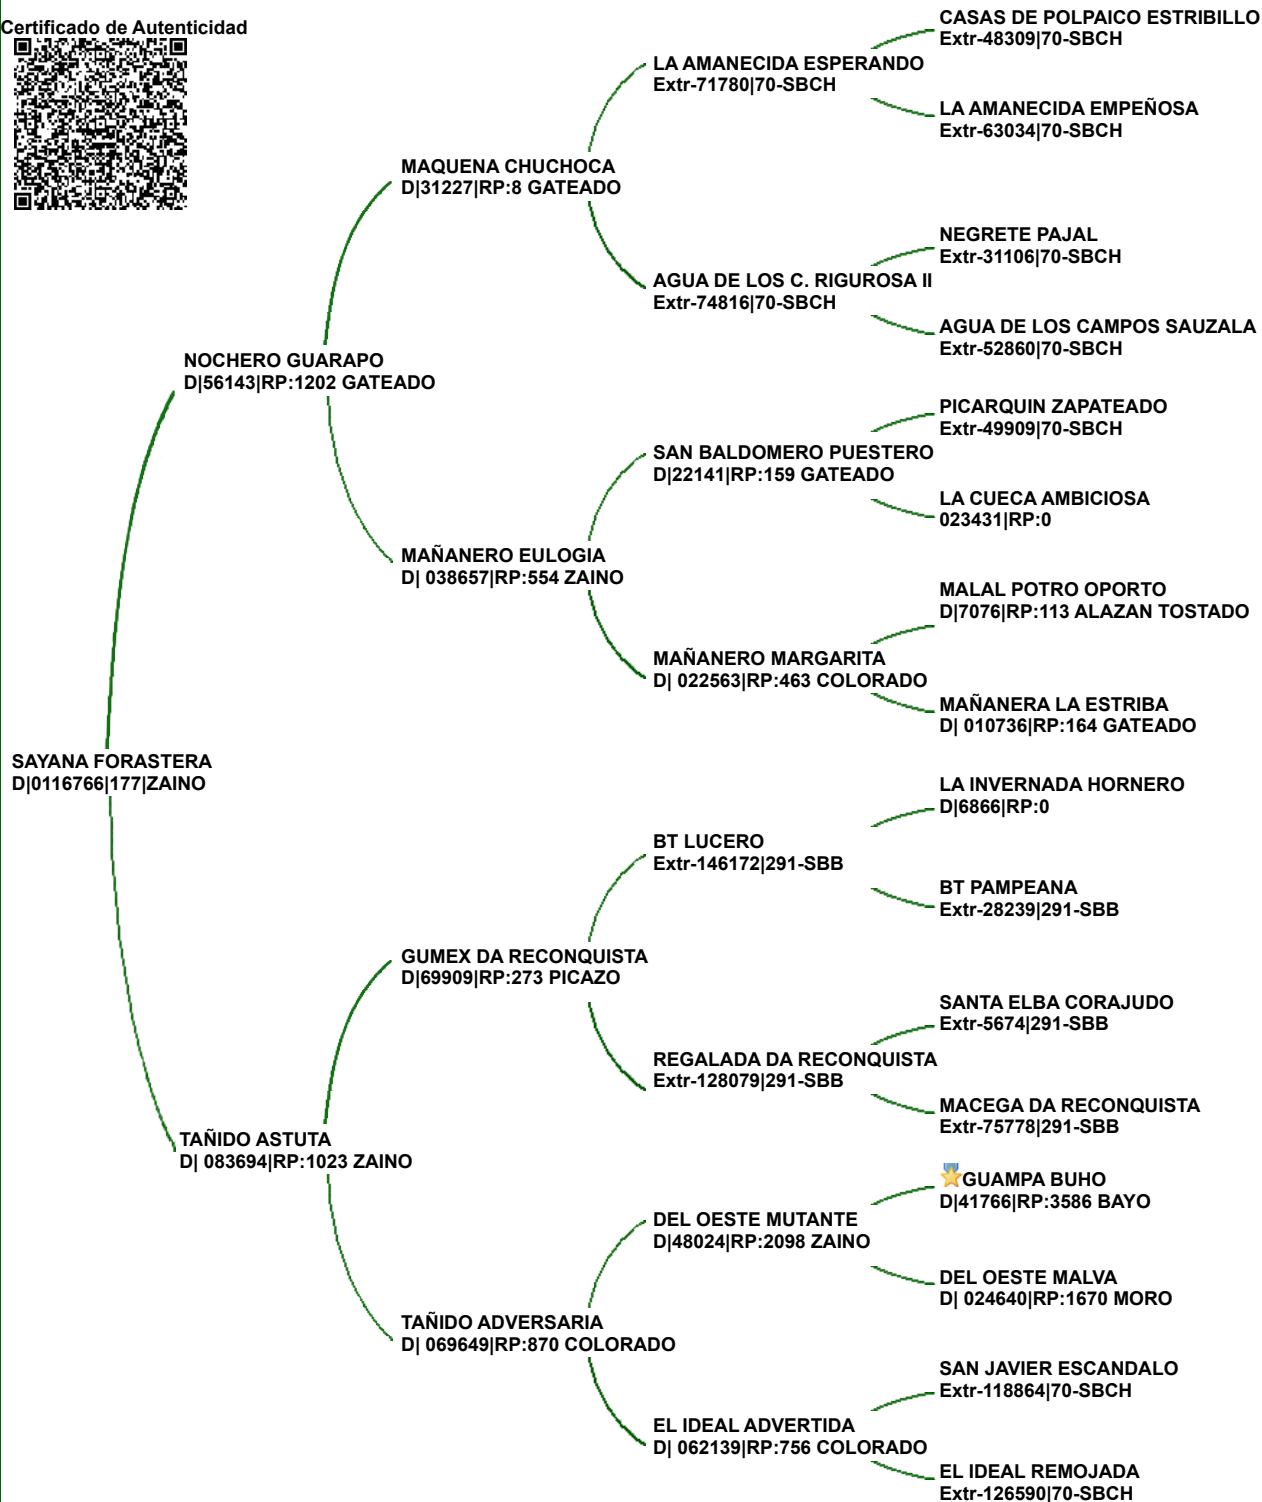 Certificado de Autenticidad
CASAS DE POLPAICO ESTRIBILLO
Extr-48309|70-SBCH
LA AMANECIDA ESPERANDO
Extr-71780|70-SBCH
LA AMANECIDA EMPEÑOSA
Extr-63034|70-SBCH
MAQUENA CHUCHOCA
D|31227|RP:8 GATEADO
NEGRETE PAJAL
Extr-31106|70-SBCH
AGUA DE LOS C. RIGUROSA II
Extr-74816|70-SBCH
AGUA DE LOS CAMPOS SAUZALA
Extr-52860|70-SBCH
NOCHERO GUARAPO
D|56143|RP:1202 GATEADO
PICARQUIN ZAPATEADO
Extr-49909|70-SBCH
SAN BALDOMERO PUESTERO
D|22141|RP:159 GATEADO
LA CUECA AMBICIOSA
023431|RP:0
MAÑANERO EULOGIA
D| 038657|RP:554 ZAINO
MALAL POTRO OPORTO
D|7076|RP:113 ALAZAN TOSTADO
MAÑANERO MARGARITA
D| 022563|RP:463 COLORADO
MAÑANERA LA ESTRIBA
D| 010736|RP:164 GATEADO
SAYANA FORASTERA
D|0116766|177|ZAINO
LA INVERNADA HORNERO
D|6866|RP:0
BT LUCERO
Extr-146172|291-SBB
BT PAMPEANA
Extr-28239|291-SBB
GUMEX DA RECONQUISTA
D|69909|RP:273 PICAZO
SANTA ELBA CORAJUDO
Extr-5674|291-SBB
REGALADA DA RECONQUISTA
Extr-128079|291-SBB
MACEGA DA RECONQUISTA
Extr-75778|291-SBB
TAÑIDO ASTUTA
D| 083694|RP:1023 ZAINO
GUAMPA BUHO
D|41766|RP:3586 BAYO
DEL OESTE MUTANTE
D|48024|RP:2098 ZAINO
DEL OESTE MALVA
D| 024640|RP:1670 MORO
TAÑIDO ADVERSARIA
D| 069649|RP:870 COLORADO
SAN JAVIER ESCANDALO
Extr-118864|70-SBCH
EL IDEAL ADVERTIDA
D| 062139|RP:756 COLORADO
EL IDEAL REMOJADA
Extr-126590|70-SBCH